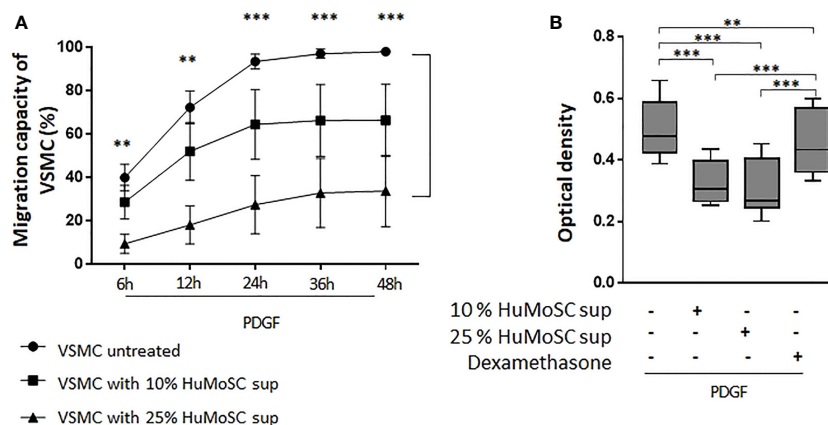 A
*** *** ***
**
**
Migration capacity of
VSMC (%)
100
80
60
40
20
0
6h 12h 24h 36h 48h
PDGF
VSMC untreated
VSMC with 10% HuMoSC sup
VSMC with 25% HuMoSC sup
B
**
***
***
***
***
Optical density
0.8
0.6
0.4
0.2
0.0
10 % HuMoSC sup - + - -
25 % HuMoSC sup - - + -
Dexamethasone - - - +
PDGF